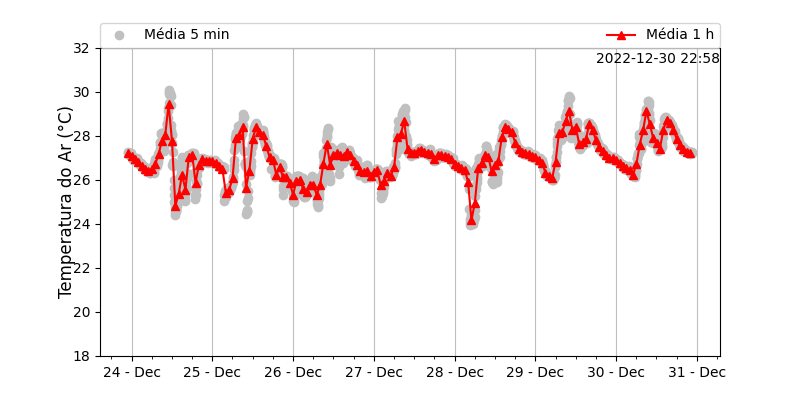 Média 5 min
Média 1 h
2022-12-30 22:58
Temperatura do Ar (°C)
32
30
28
26
24
22
20
18
24 - Dec
25 - Dec
26 - Dec
27 - Dec
28 - Dec
29 - Dec
30 - Dec
31 - Dec